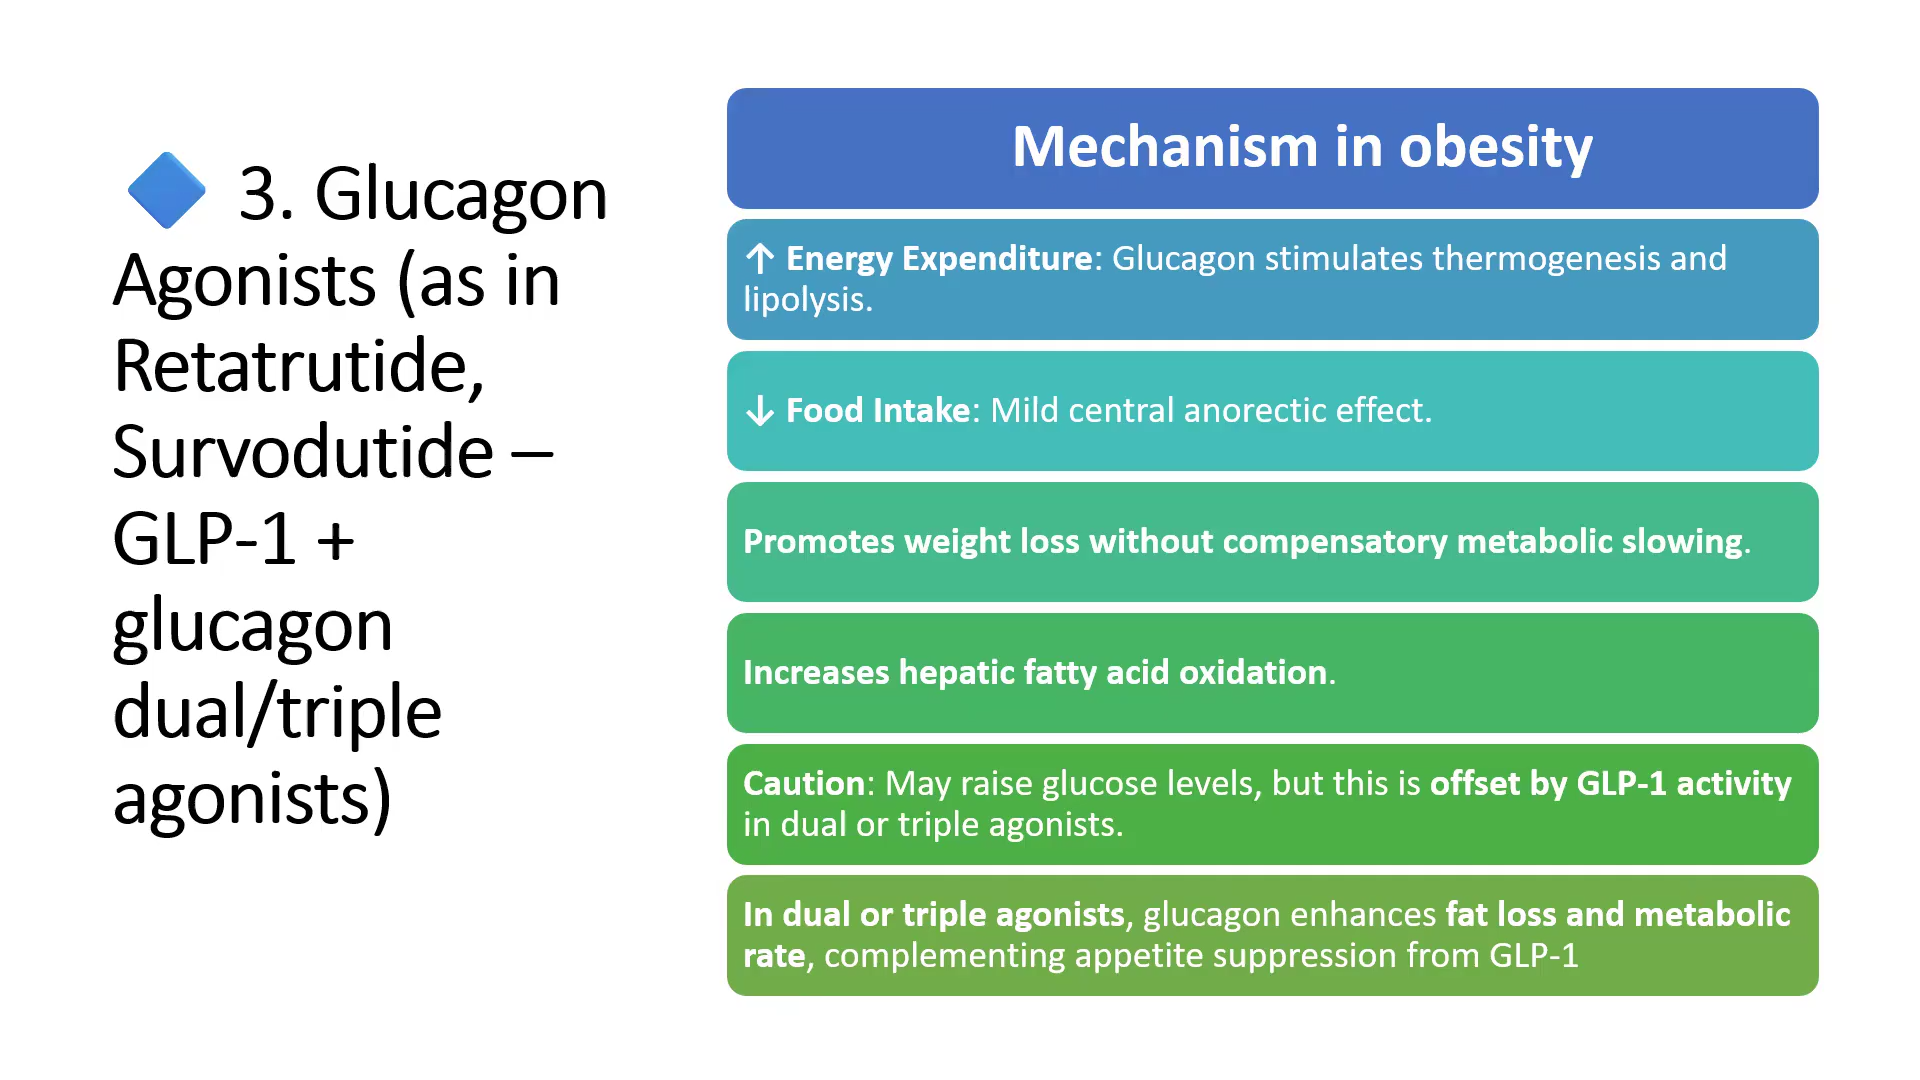 🔷 3. Glucagon
Agonists (as in
Retatrutide,
Survodutide –
GLP-1 +
glucagon
dual/triple
agonists)
Mechanism in obesity
↑ Energy Expenditure: Glucagon stimulates thermogenesis and
lipolysis.
↓ Food Intake: Mild central anorectic effect.
Promotes weight loss without compensatory metabolic slowing.
Increases hepatic fatty acid oxidation.
Caution: May raise glucose levels, but this is offset by GLP-1 activity
in dual or triple agonists.
In dual or triple agonists, glucagon enhances fat loss and metabolic
rate, complementing appetite suppression from GLP-1